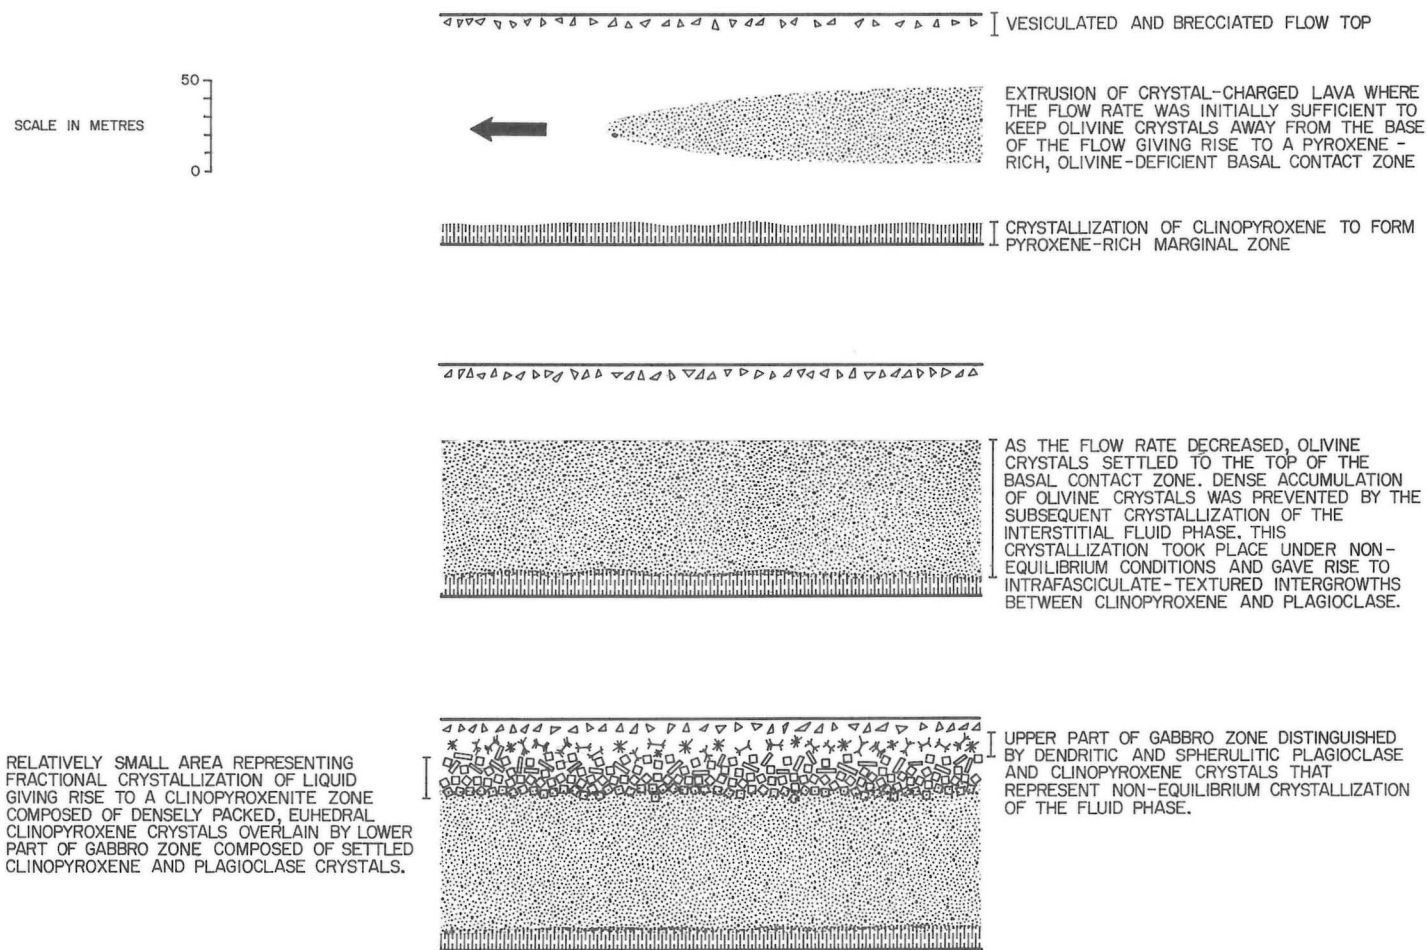 VESICULATED AND BRECCIATED FLOW TOP
50
SCALE IN METRES
0
EXTRUSION OF CRYSTAL-CHARGED LAVA WHERE
THE FLOW RATE WAS INITIALLY SUFFICIENT TO
KEEP OLIVINE CRYSTALS AWAY FROM THE BASE
OF THE FLOW GIVING RISE TO A PYROXENE-
RICH, OLIVINE-DEFICIENT BASAL CONTACT ZONE
CRYSTALLIZATION OF CLINOPYROXENE TO FORM
PYROXENE-RICH MARGINAL ZONE
AS THE FLOW RATE DECREASED, OLIVINE
CRYSTALS SETTLED TO THE TOP OF THE
BASAL CONTACT ZONE. DENSE ACCUMULATION
OF OLIVINE CRYSTALS WAS PREVENTED BY THE
SUBSEQUENT CRYSTALLIZATION OF THE
INTERSTITIAL FLUID PHASE. THIS
CRYSTALLIZATION TOOK PLACE UNDER NON-
EQUILIBRIUM CONDITIONS AND GAVE RISE TO
INTRAFASCICULATE-TEXTURED INTERGROWTHS
BETWEEN CLINOPYROXENE AND PLAGIOCLASE.
RELATIVELY SMALL AREA REPRESENTING
FRACTIONAL CRYSTALLIZATION OF LIQUID
GIVING RISE TO A CLINOPYROXENITE ZONE
COMPOSED OF DENSELY PACKED, EUHEDRAL
CLINOPYROXENE CRYSTALS OVERLAIN BY LOWER
PART OF GABBRO ZONE COMPOSED OF SETTLED
CLINOPYROXENE AND PLAGIOCLASE CRYSTALS.
UPPER PART OF GABBRO ZONE DISTINGUISHED
BY DENDRITIC AND SPHERULITIC PLAGIOCLASE
AND CLINOPYROXENE CRYSTALS THAT
REPRESENT NON-EQUILIBRIUM CRYSTALLIZATION
OF THE FLUID PHASE.